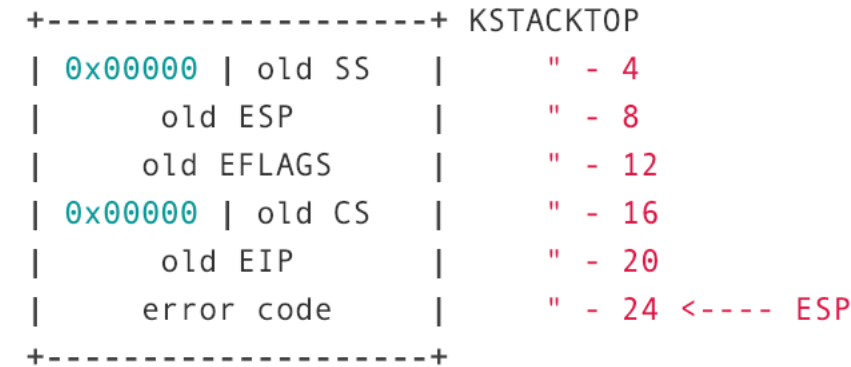 +--------------------+ KSTACKTOP
| 0x00000 | old SS   |     " - 4
|      old ESP       |     " - 8
|     old EFLAGS     |     " - 12
| 0x00000 | old CS   |     " - 16
|      old EIP       |     " - 20
|     error code     |     " - 24 <---- ESP
+--------------------+